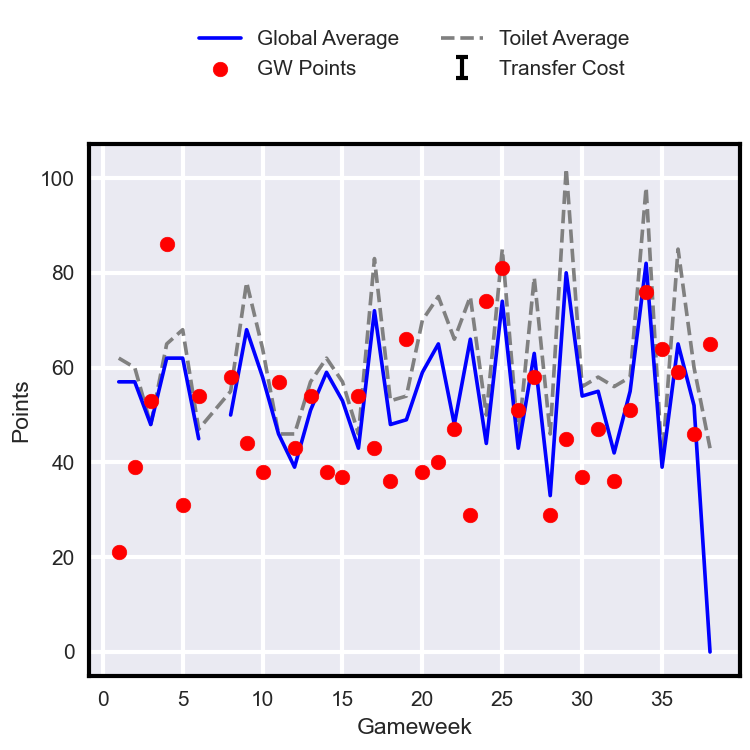 Global Average
Toilet Average
GW Points
Transfer Cost
100
80
60
40
20
0
Points
0 5 10 15 20 25 30 35
Gameweek